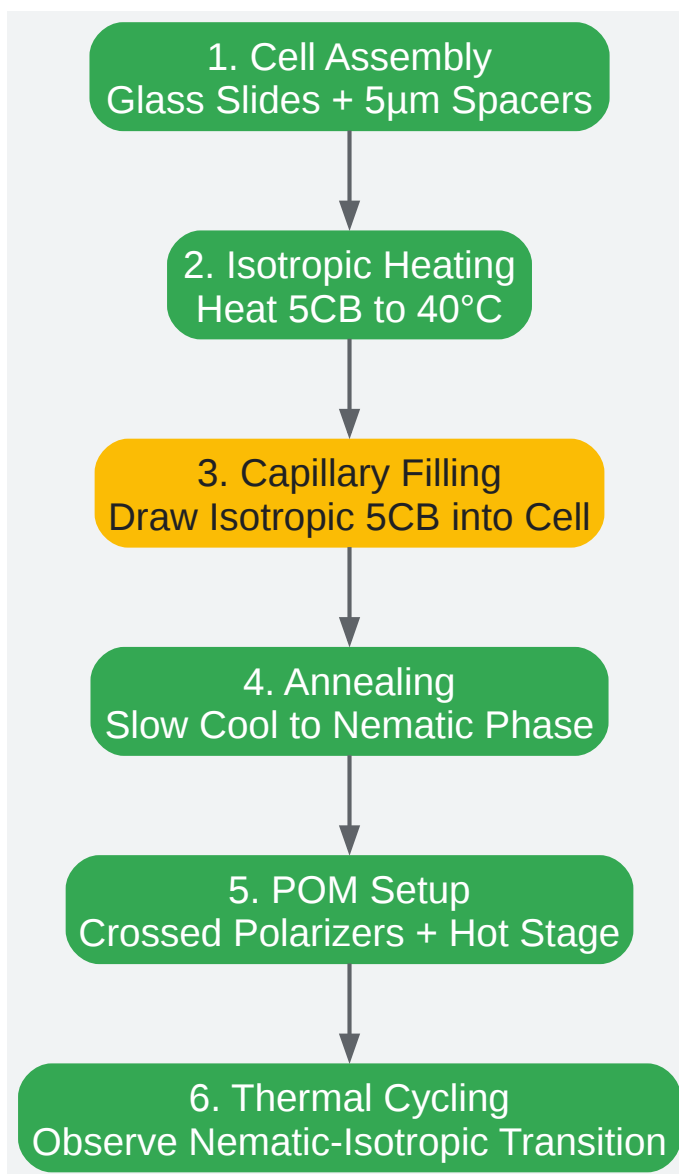 1. Cell Assembly
Glass Slides + 5µm Spacers
2. Isotropic Heating
Heat 5CB to 40°C
3. Capillary Filling
Draw Isotropic 5CB into Cell
4. Annealing
Slow Cool to Nematic Phase
5. POM Setup
Crossed Polarizers + Hot Stage
6. Thermal Cycling
Observe Nematic-Isotropic Transition